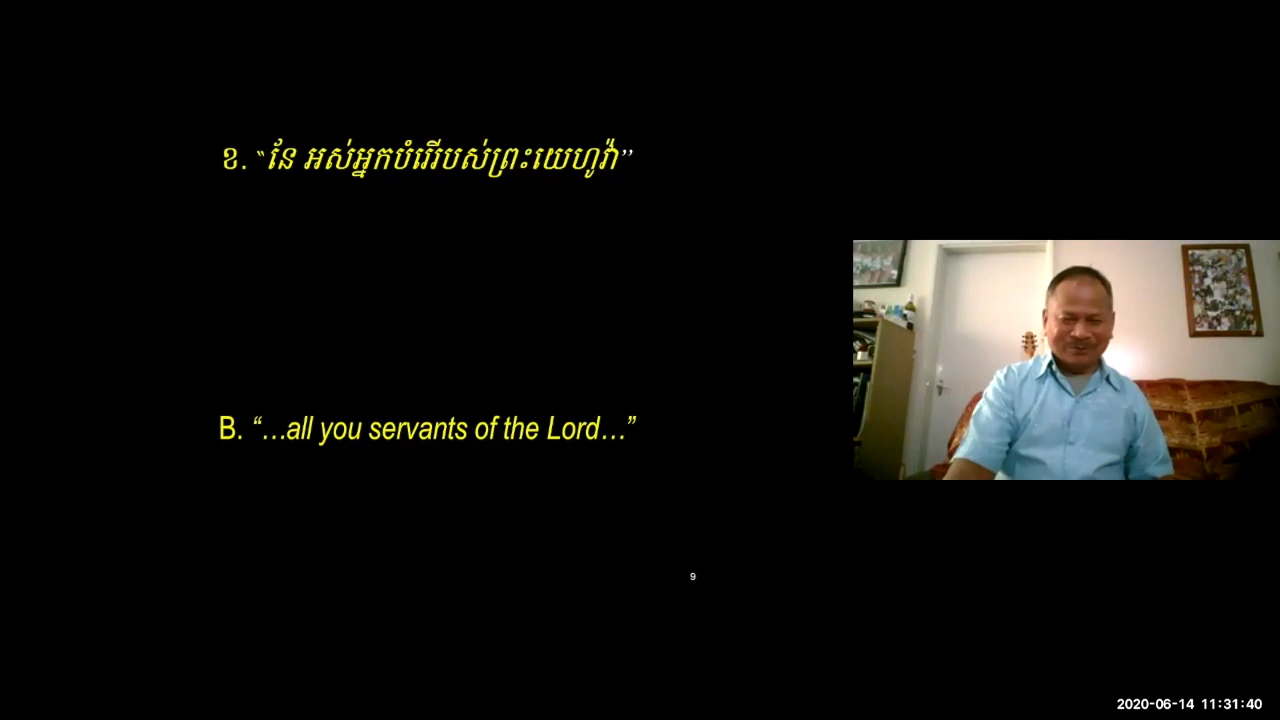 ខ. “នែ អស់អ្នកបំរើរបស់ព្រះយេហូវ៉ា”
B. “…all you servants of the Lord…”
9
2020-06-14 11:31:40